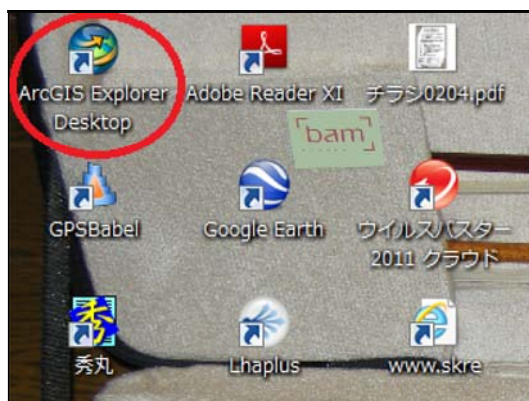 ArcGIS Explorer
Desktop
Adobe Reader XI
チラシ0204.pdf
bam
GPSBabel
Google Earth
ウイルスバスター
2011 クラウド
秀
秀丸
Lhaplus
www.skre